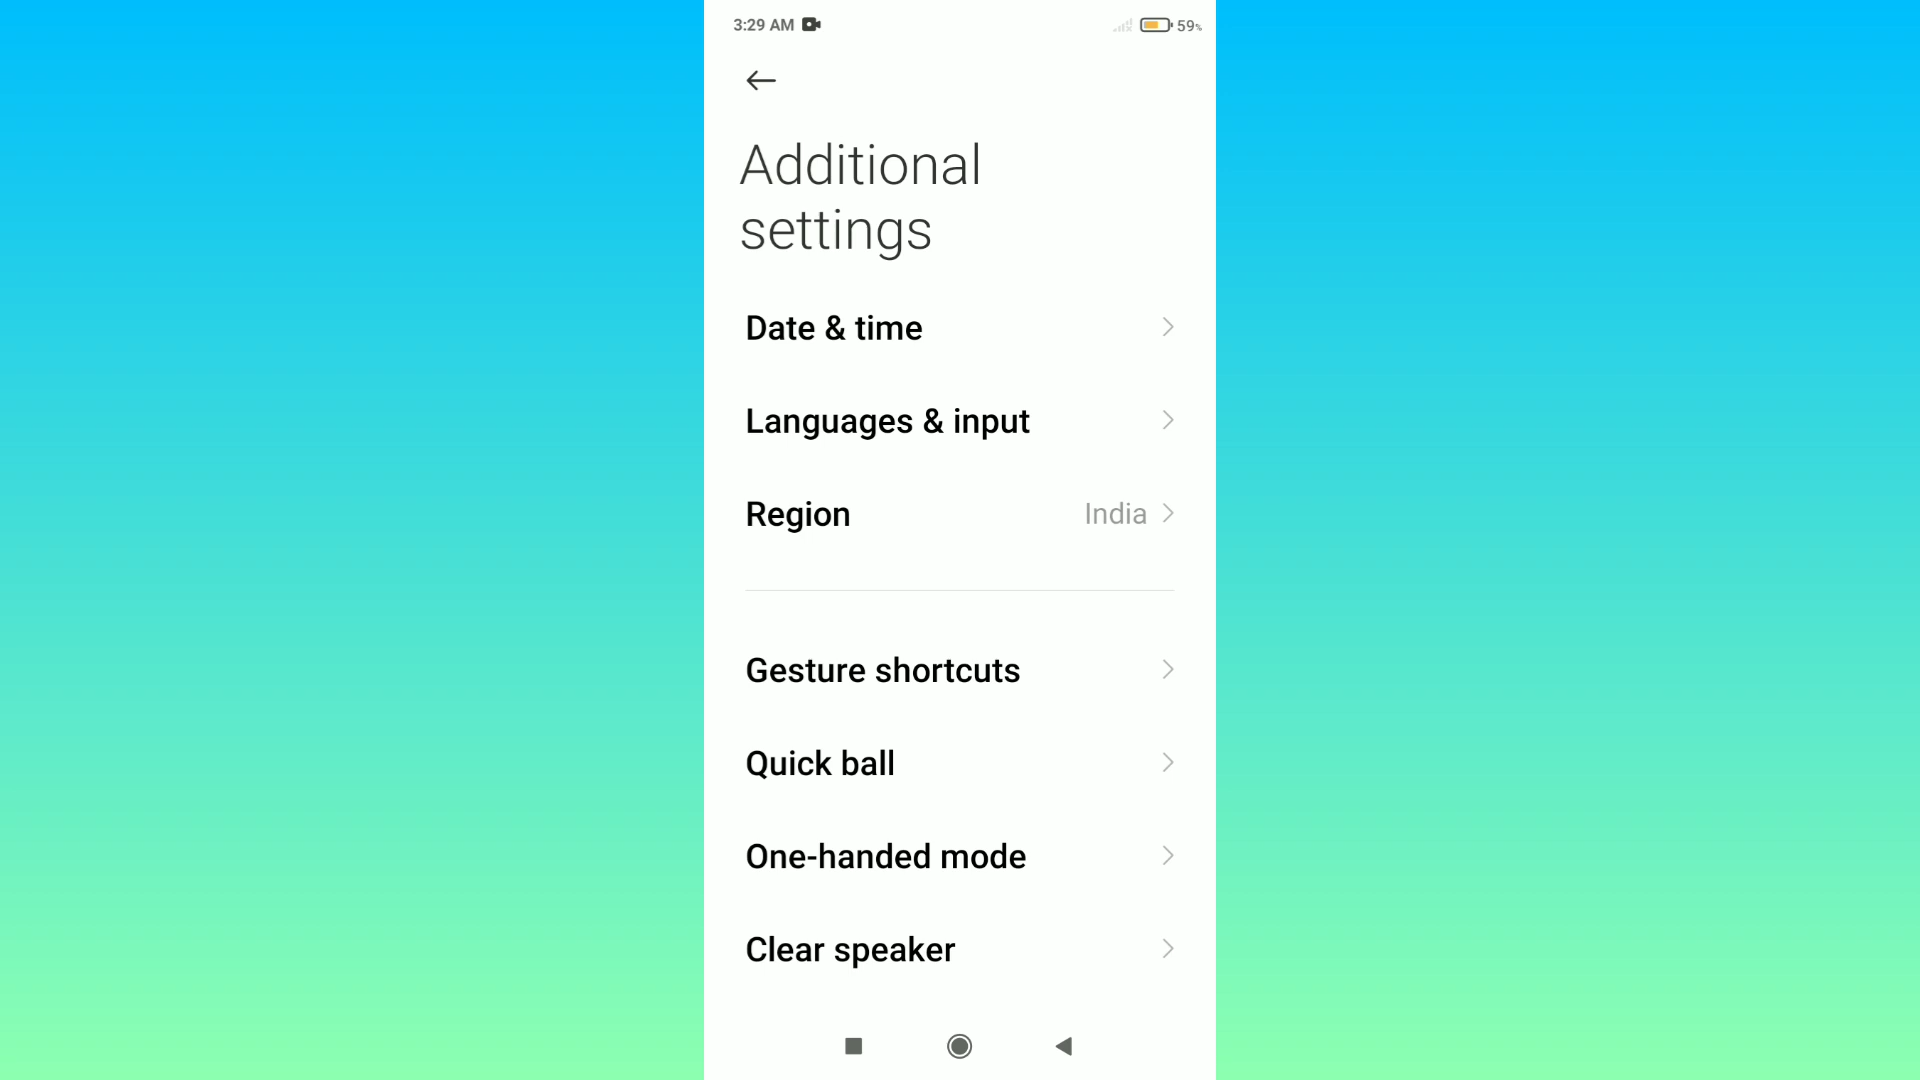 3:29 AM
59%
Additional
settings
Date & time
Languages & input
Region
India
Gesture shortcuts
Quick ball
One-handed mode
Clear speaker